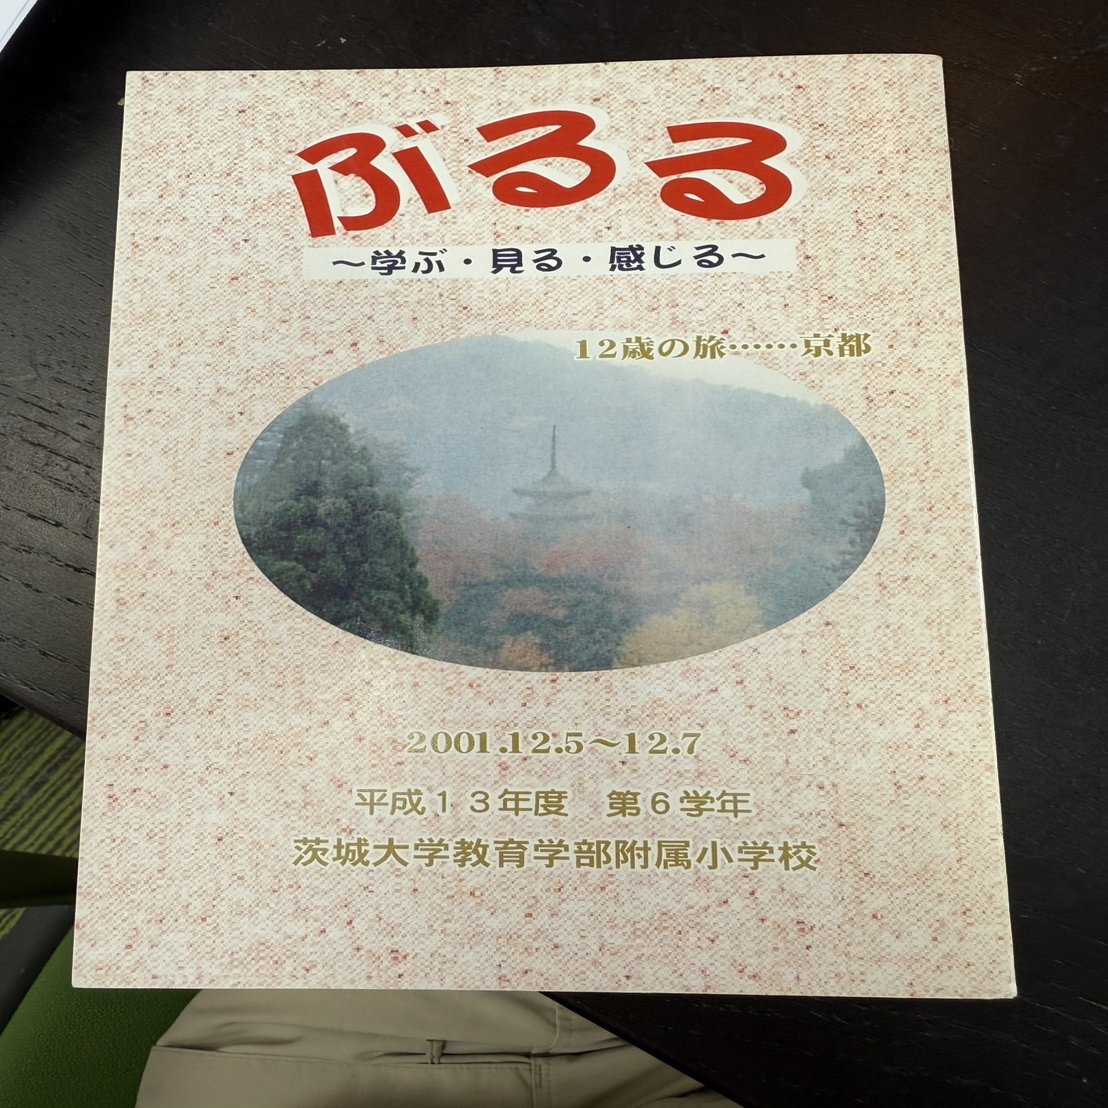 ぶるる
～学ぶ・見る・感じる～
12歳の旅……京都
2001.12.5～12.7
平成１３年度　第６学年
茨城大学教育学部附属小学校